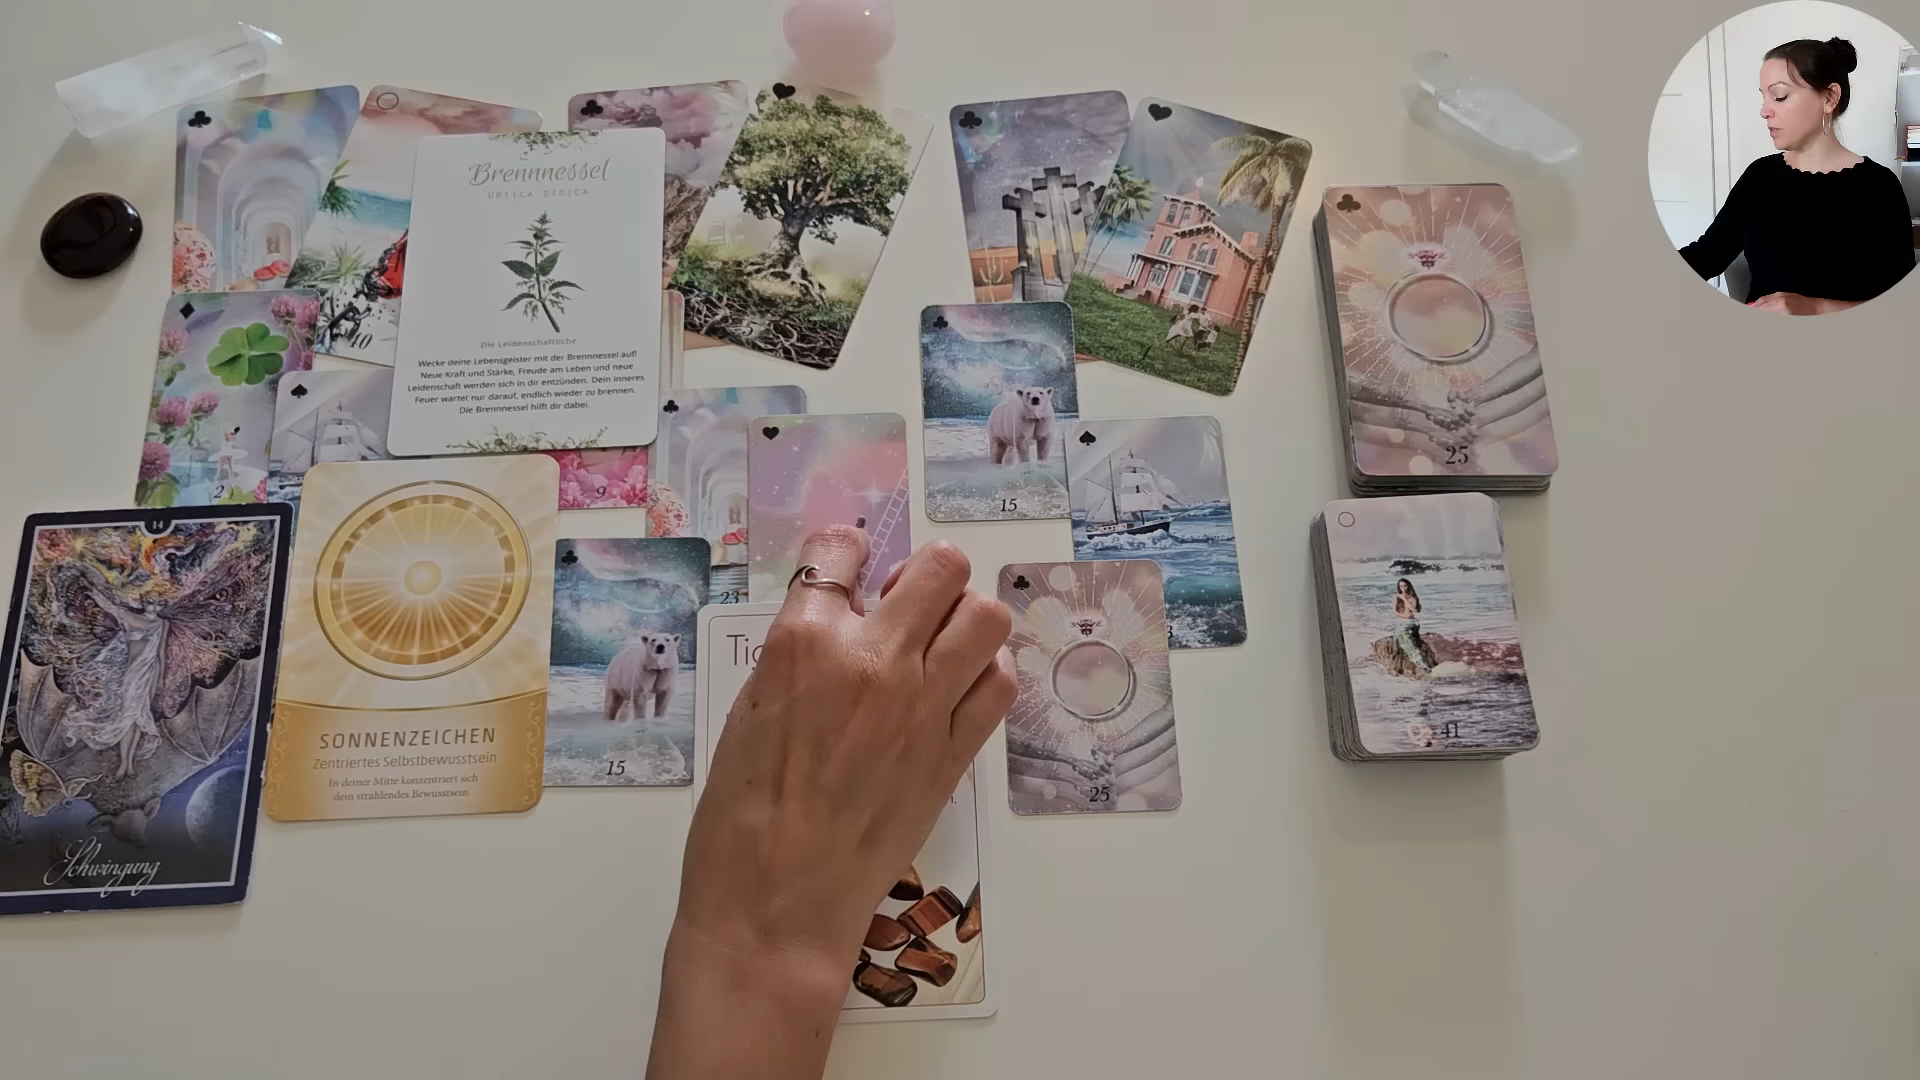 Brennnessel
URTICA DIOICA
Die Leidenschaftliche
Wecke deine Lebensgeister mit der Brennnessel auf!
Neue Kraft und Stärke, Freude am Leben und neue
Leidenschaft werden sich in dir entzünden. Dein inneres
Feuer wartet nur darauf, endlich wieder zu brennen.
Die Brennnessel hilft dir dabei.
10
2
9
15
23
3
25
41
14
Schwingung
SONNENZEICHEN
Zentriertes Selbstbewusstsein
In deiner Mitte konzentriert sich
dein strahlendes Bewusstsein.
15
25